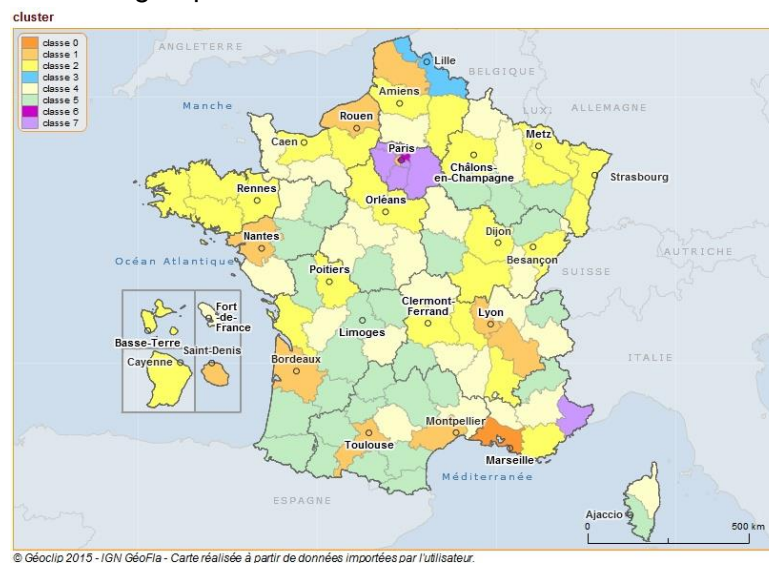 cluster
classe 0
classe 1
classe 2
classe 3
classe 4
classe 5
classe 6
classe 7
ANGLETERRE
Lille
BELGIQUE
Manche
Amiens
LUX.
ALLEMAGNE
Rouen
Caen
Paris
Metz
Châlons-
en-Champagne
Strasbourg
Rennes
Orléans
Nantes
Dijon
Besançon
AUTRICHE
Océan Atlantique
SUISSE
Poitiers
Clermont-
Ferrand
Lyon
Fort
-de-
France
Basse-Terre
Limoges
Saint-Denis
Cayenne
Bordeaux
ITALIE
Montpellier
Toulouse
Marseille
Méditerranée
ESPAGNE
Ajaccio
0
500 km
© Géoclip 2015 - IGN GéoFla - Carte réalisée à partir de données importées par l'utilisateur.